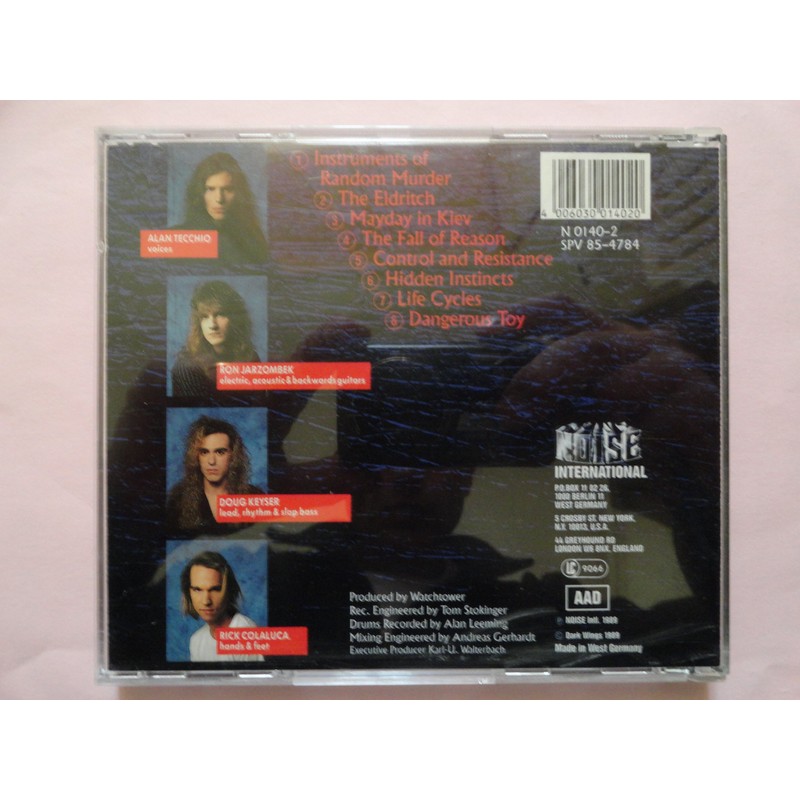 ① Instruments of
Random Murder
② The Eldritch
③ Mayday in Kiev
④ The Fall of Reason
⑤ Control and Resistance
⑥ Hidden Instincts
⑦ Life Cycles
⑧ Dangerous Toy
ALAN TECCHIO
voices
RON JARZOMBEK
electric, acoustic & backwards guitars
DOUG KEYSER
lead, rhythm & slap bass
RICK COLALUCA
hands & feet
4 006030 014020
N 0140-2
SPV 85-4784
NOISE
INTERNATIONAL
P.O.BOX 11 02 26,
1000 BERLIN 11
WEST GERMANY
5 CROSBY ST. NEW YORK,
N.Y. 10013, U.S.A.
44 GREYHOUND RD
LONDON W6 8NX, ENGLAND
LC 9066
AAD
℗ NOISE Intl. 1989
© Dark Wings 1989
Made in West Germany
Produced by Watchtower
Rec. Engineered by Tom Stokinger
Drums Recorded by Alan Leeming
Mixing Engineered by Andreas Gerhardt
Executive Producer Karl-U. Walterbach